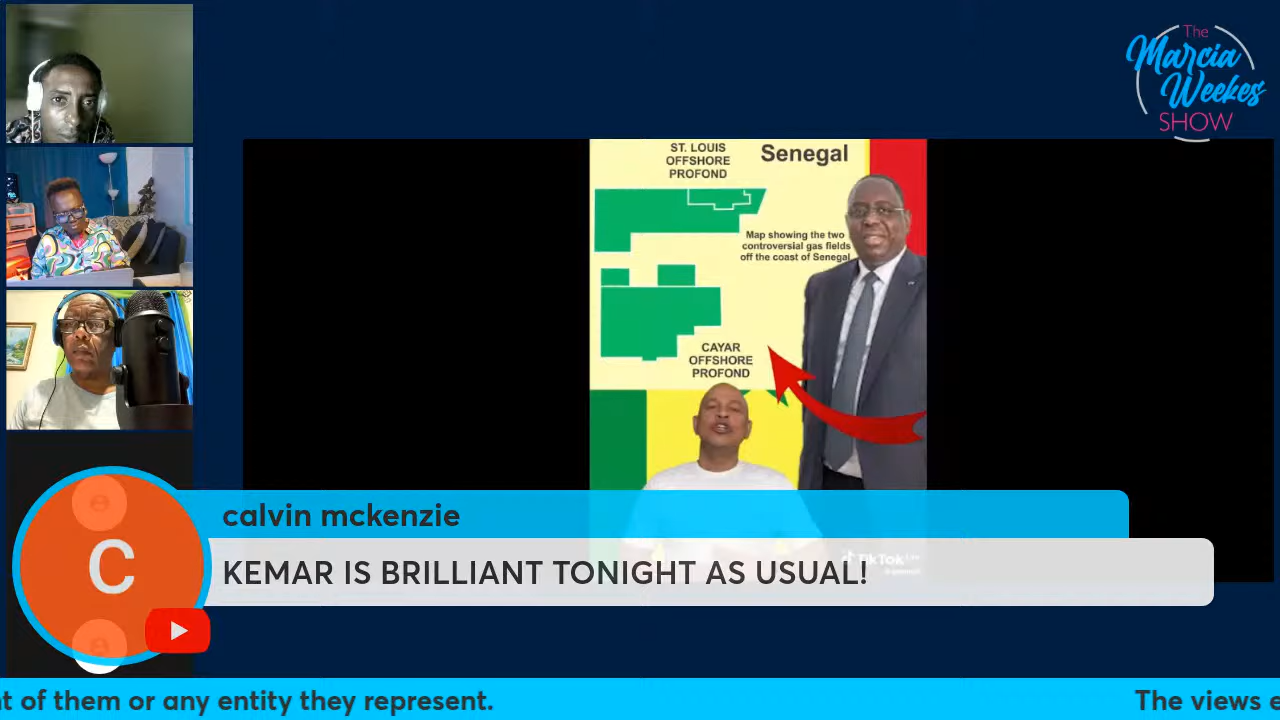 The
Marcia
Weekes
SHOW
ST. LOUIS
OFFSHORE
PROFOND
Senegal
Map showing the two
controversial gas fields
off the coast of Senegal
CAYAR
OFFSHORE
PROFOND
C
calvin mckenzie
KEMAR IS BRILLIANT TONIGHT AS USUAL!
TikTok
t of them or any entity they represent.
The views e